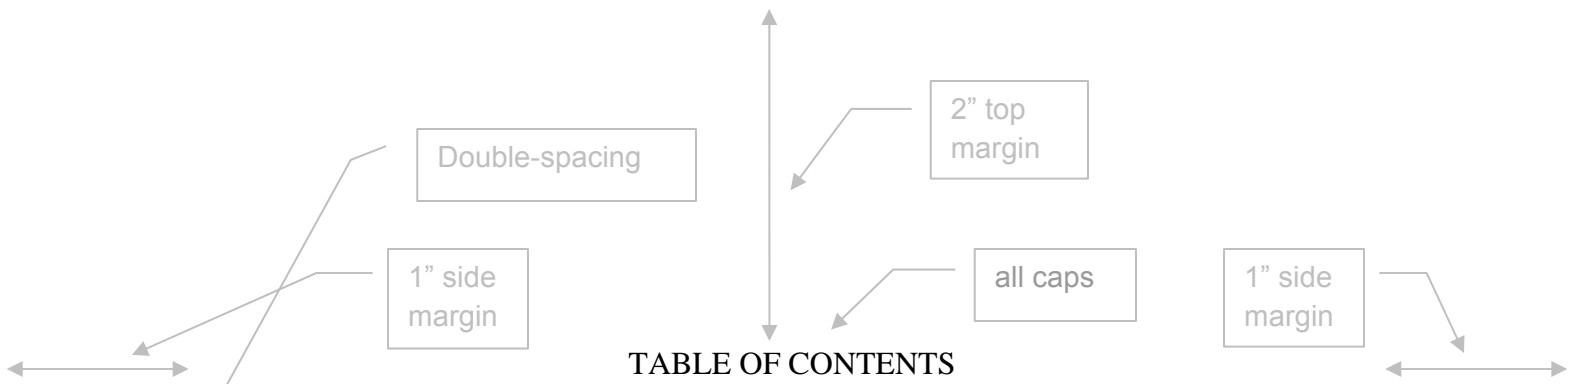 2” top
margin
Double-spacing
1” side
margin
all caps
1” side
margin
TABLE OF CONTENTS